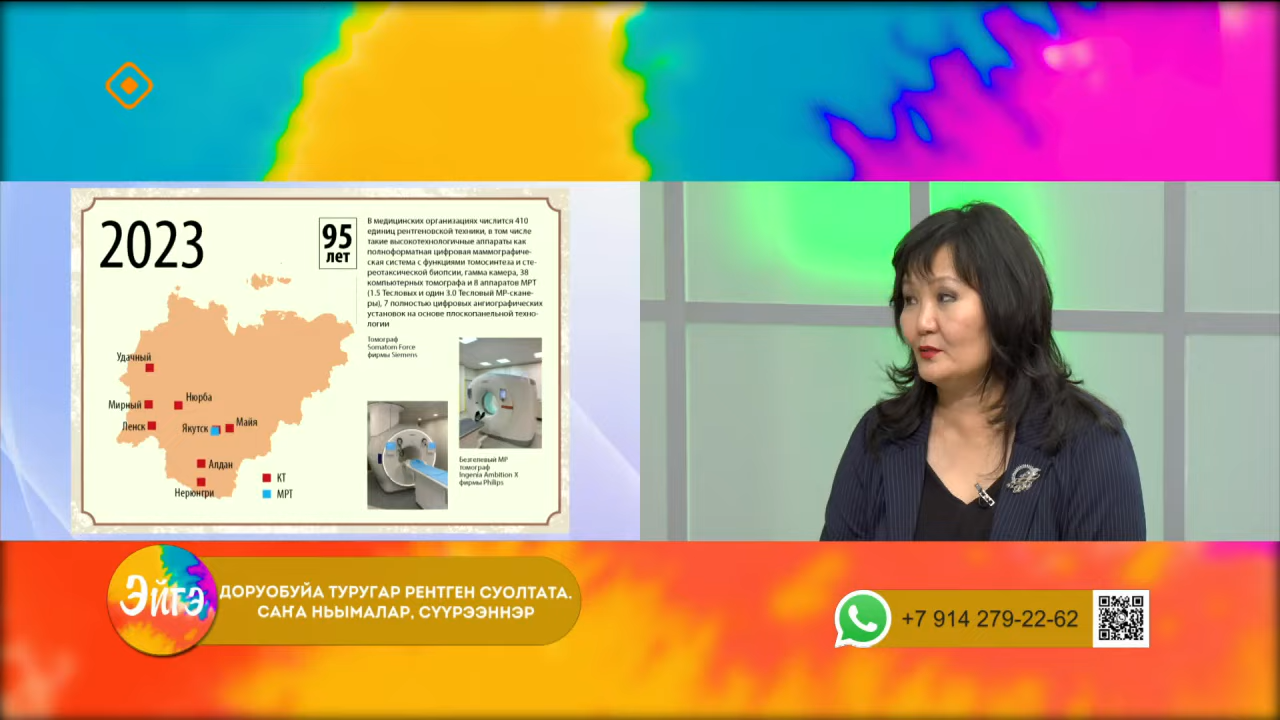 2023
95
лет
В медицинских организациях числится 410
единиц рентгеновской техники, в том числе
такие высокотехнологичные аппараты как
полноформатная цифровая маммографиче-
ская система с функциями томосинтеза и сте-
реотаксической биопсии, гамма камера, 38
компьютерных томографа и 8 аппаратов МРТ
(1.5 Тесловых и один 3.0 Тесловый МР-скане-
ры), 7 полностью цифровых ангиографических
установок на основе плоскопанельной техно-
логии
Томограф
Somatom Force
фирмы Siemens
Удачный
Мирный
Нюрба
Ленск
Якутск
Майя
Алдан
Нерюнгри
КТ
МРТ
Безгелевый МР
томограф
Ingenia Ambition X
фирмы Philips
Эйгэ
ДОРУОБУЙА ТУРУГАР РЕНТГЕН СУОЛТАТА.
САҤА НЬЫМАЛАР, СҮҮРЭЭННЭР
+7 914 279-22-62